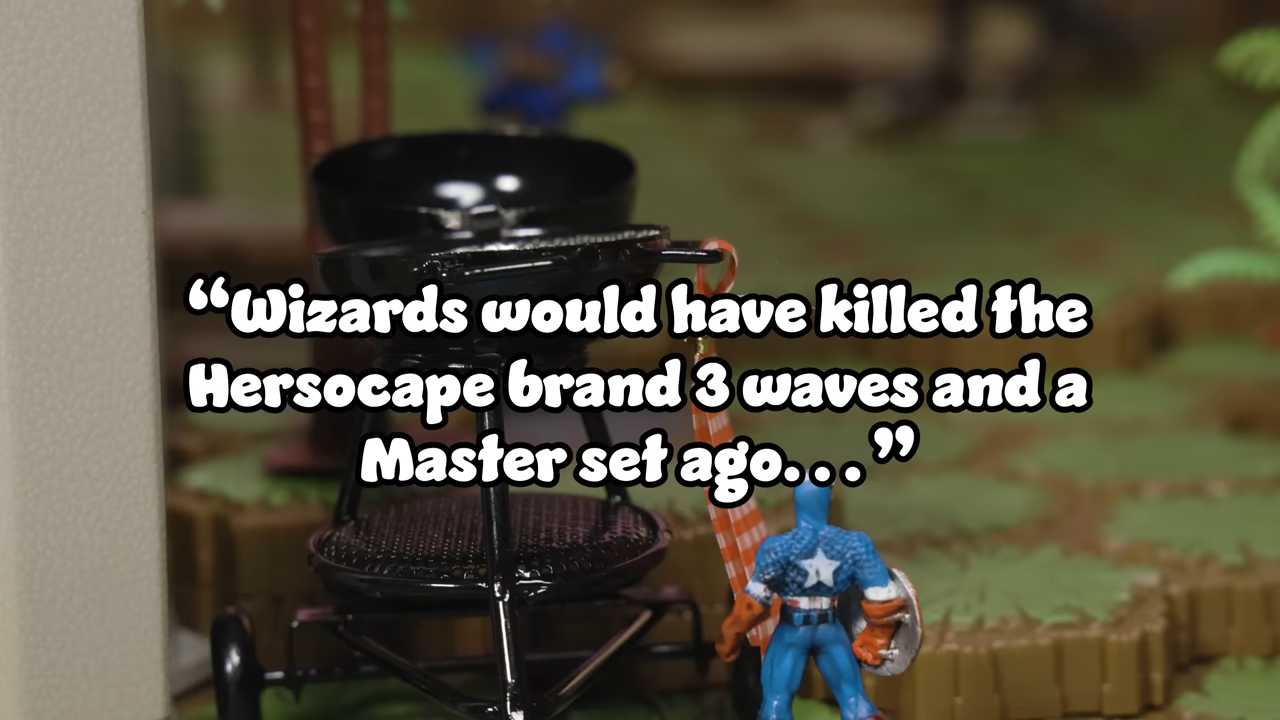 “Wizards would have killed the
Hersocape brand 3 waves and a
Master set ago...”